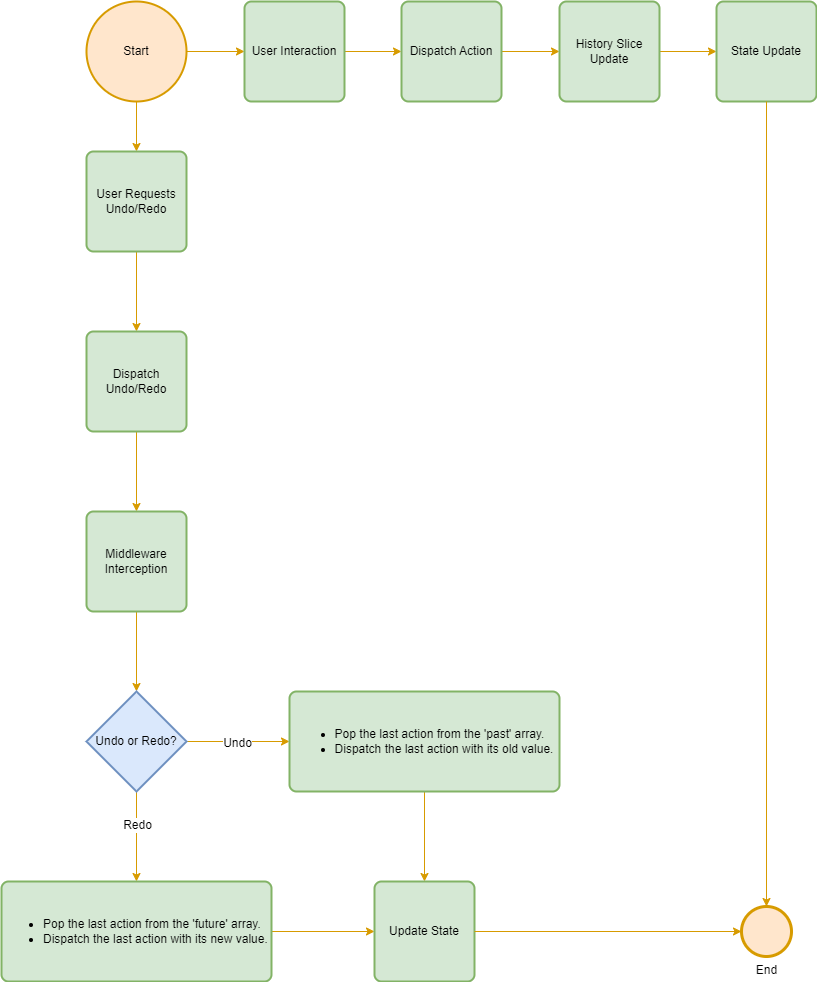 Start
User Interaction
Dispatch Action
History Slice
Update
State Update
User Requests
Undo/Redo
Dispatch
Undo/Redo
Middleware
Interception
Undo or Redo?
Undo
Pop the last action from the 'past' array.
Dispatch the last action with its old value.
Redo
Pop the last action from the 'future' array.
Dispatch the last action with its new value.
Update State
End